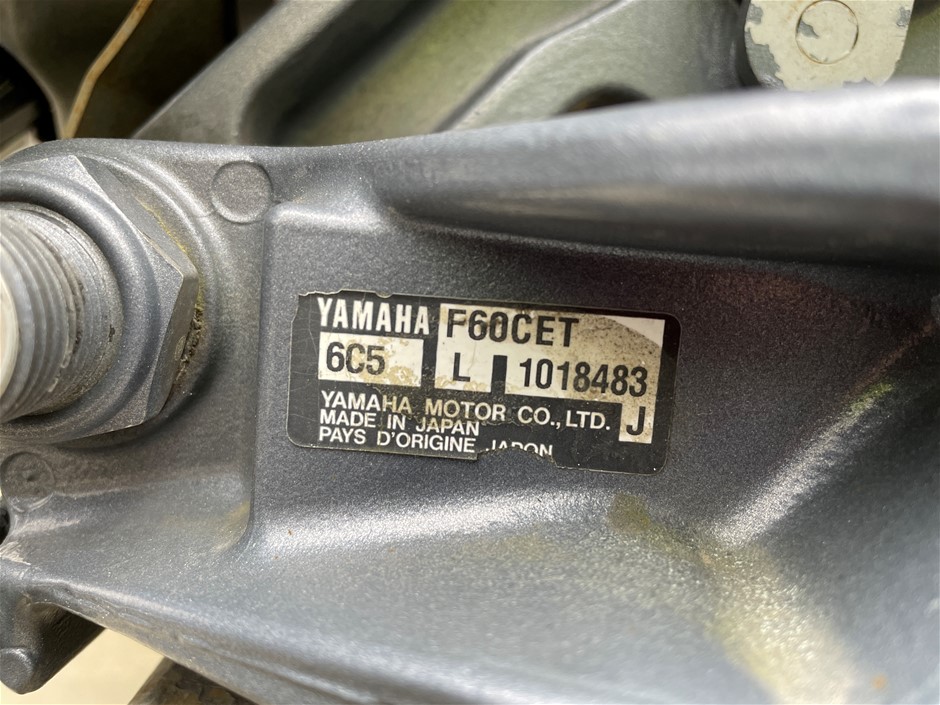 YAMAHA F60CET
6C5 L 1018483
YAMAHA MOTOR CO., LTD. J
MADE IN JAPAN
PAYS D'ORIGINE JAPON